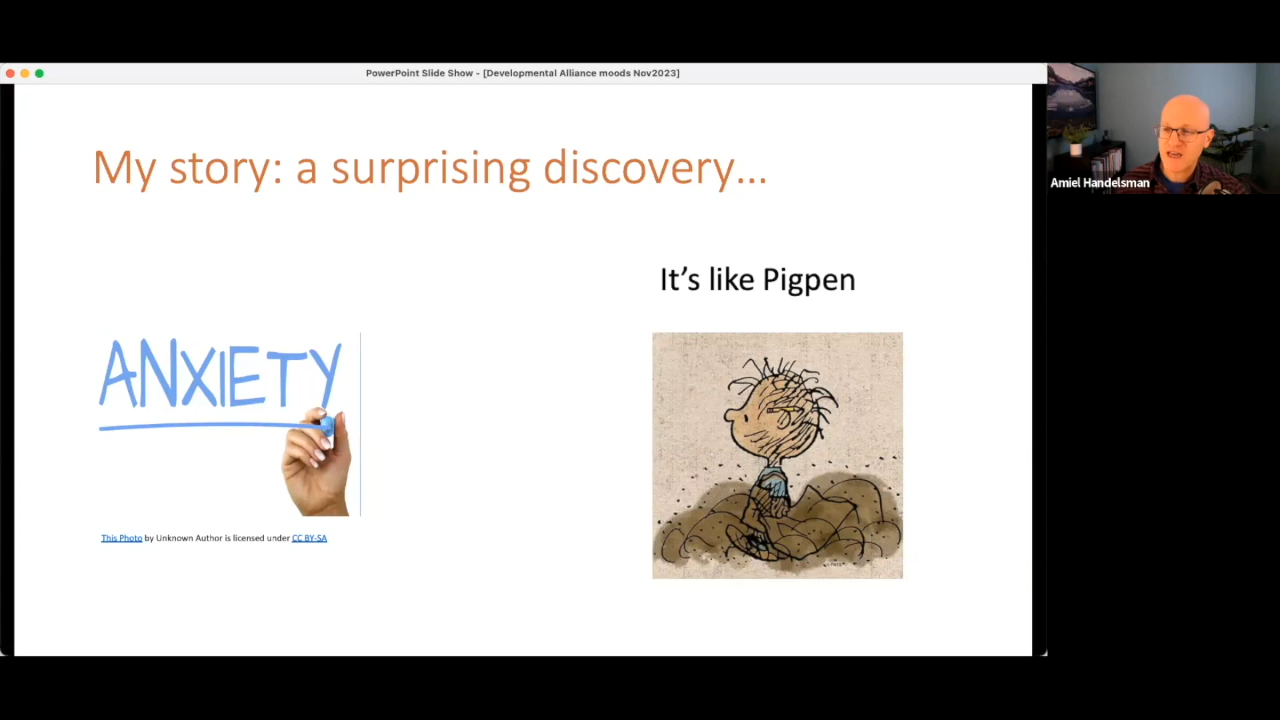 PowerPoint Slide Show - [Developmental Alliance moods Nov2023]
My story: a surprising discovery...
It's like Pigpen
ANXIETY
This Photo by Unknown Author is licensed under CC BY-SA
Amiel Handelsman